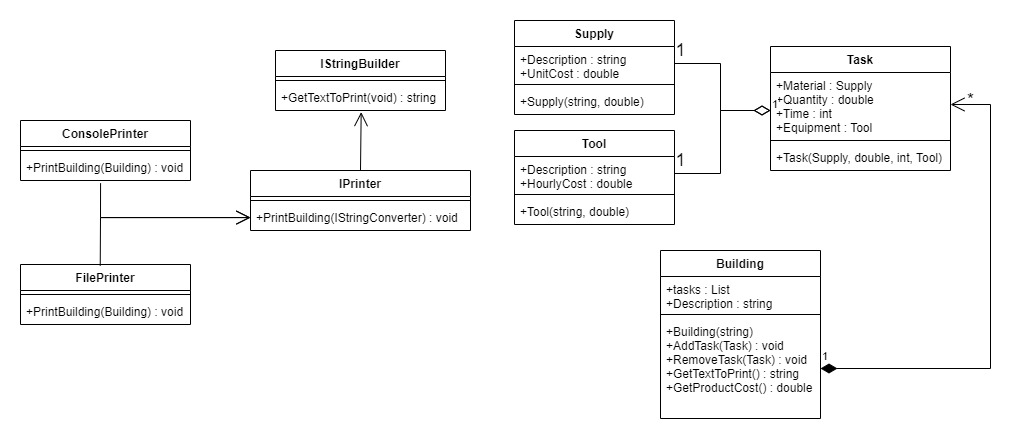 IStringBuilder
+GetTextToPrint(void) : string
ConsolePrinter
+PrintBuilding(Building) : void
IPrinter
+PrintBuilding(IStringConverter) : void
FilePrinter
+PrintBuilding(Building) : void
Supply
+Description : string
+UnitCost : double
+Supply(string, double)
1
Tool
+Description : string
+HourlyCost : double
+Tool(string, double)
1
Task
+Material : Supply
+Quantity : double
+Time : int
+Equipment : Tool
+Task(Supply, double, int, Tool)
1
*
Building
+tasks : List
+Description : string
+Building(string)
+AddTask(Task) : void
+RemoveTask(Task) : void
+GetTextToPrint() : string
+GetProductCost() : double
1